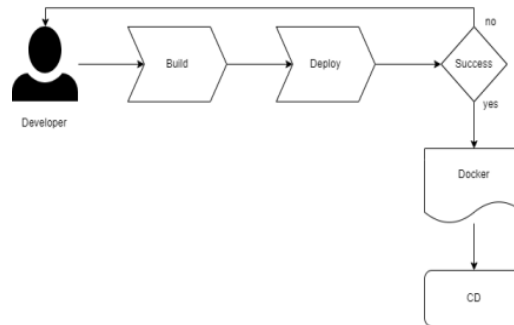 no
Build
Deploy
Success
Developer
yes
Docker
CD